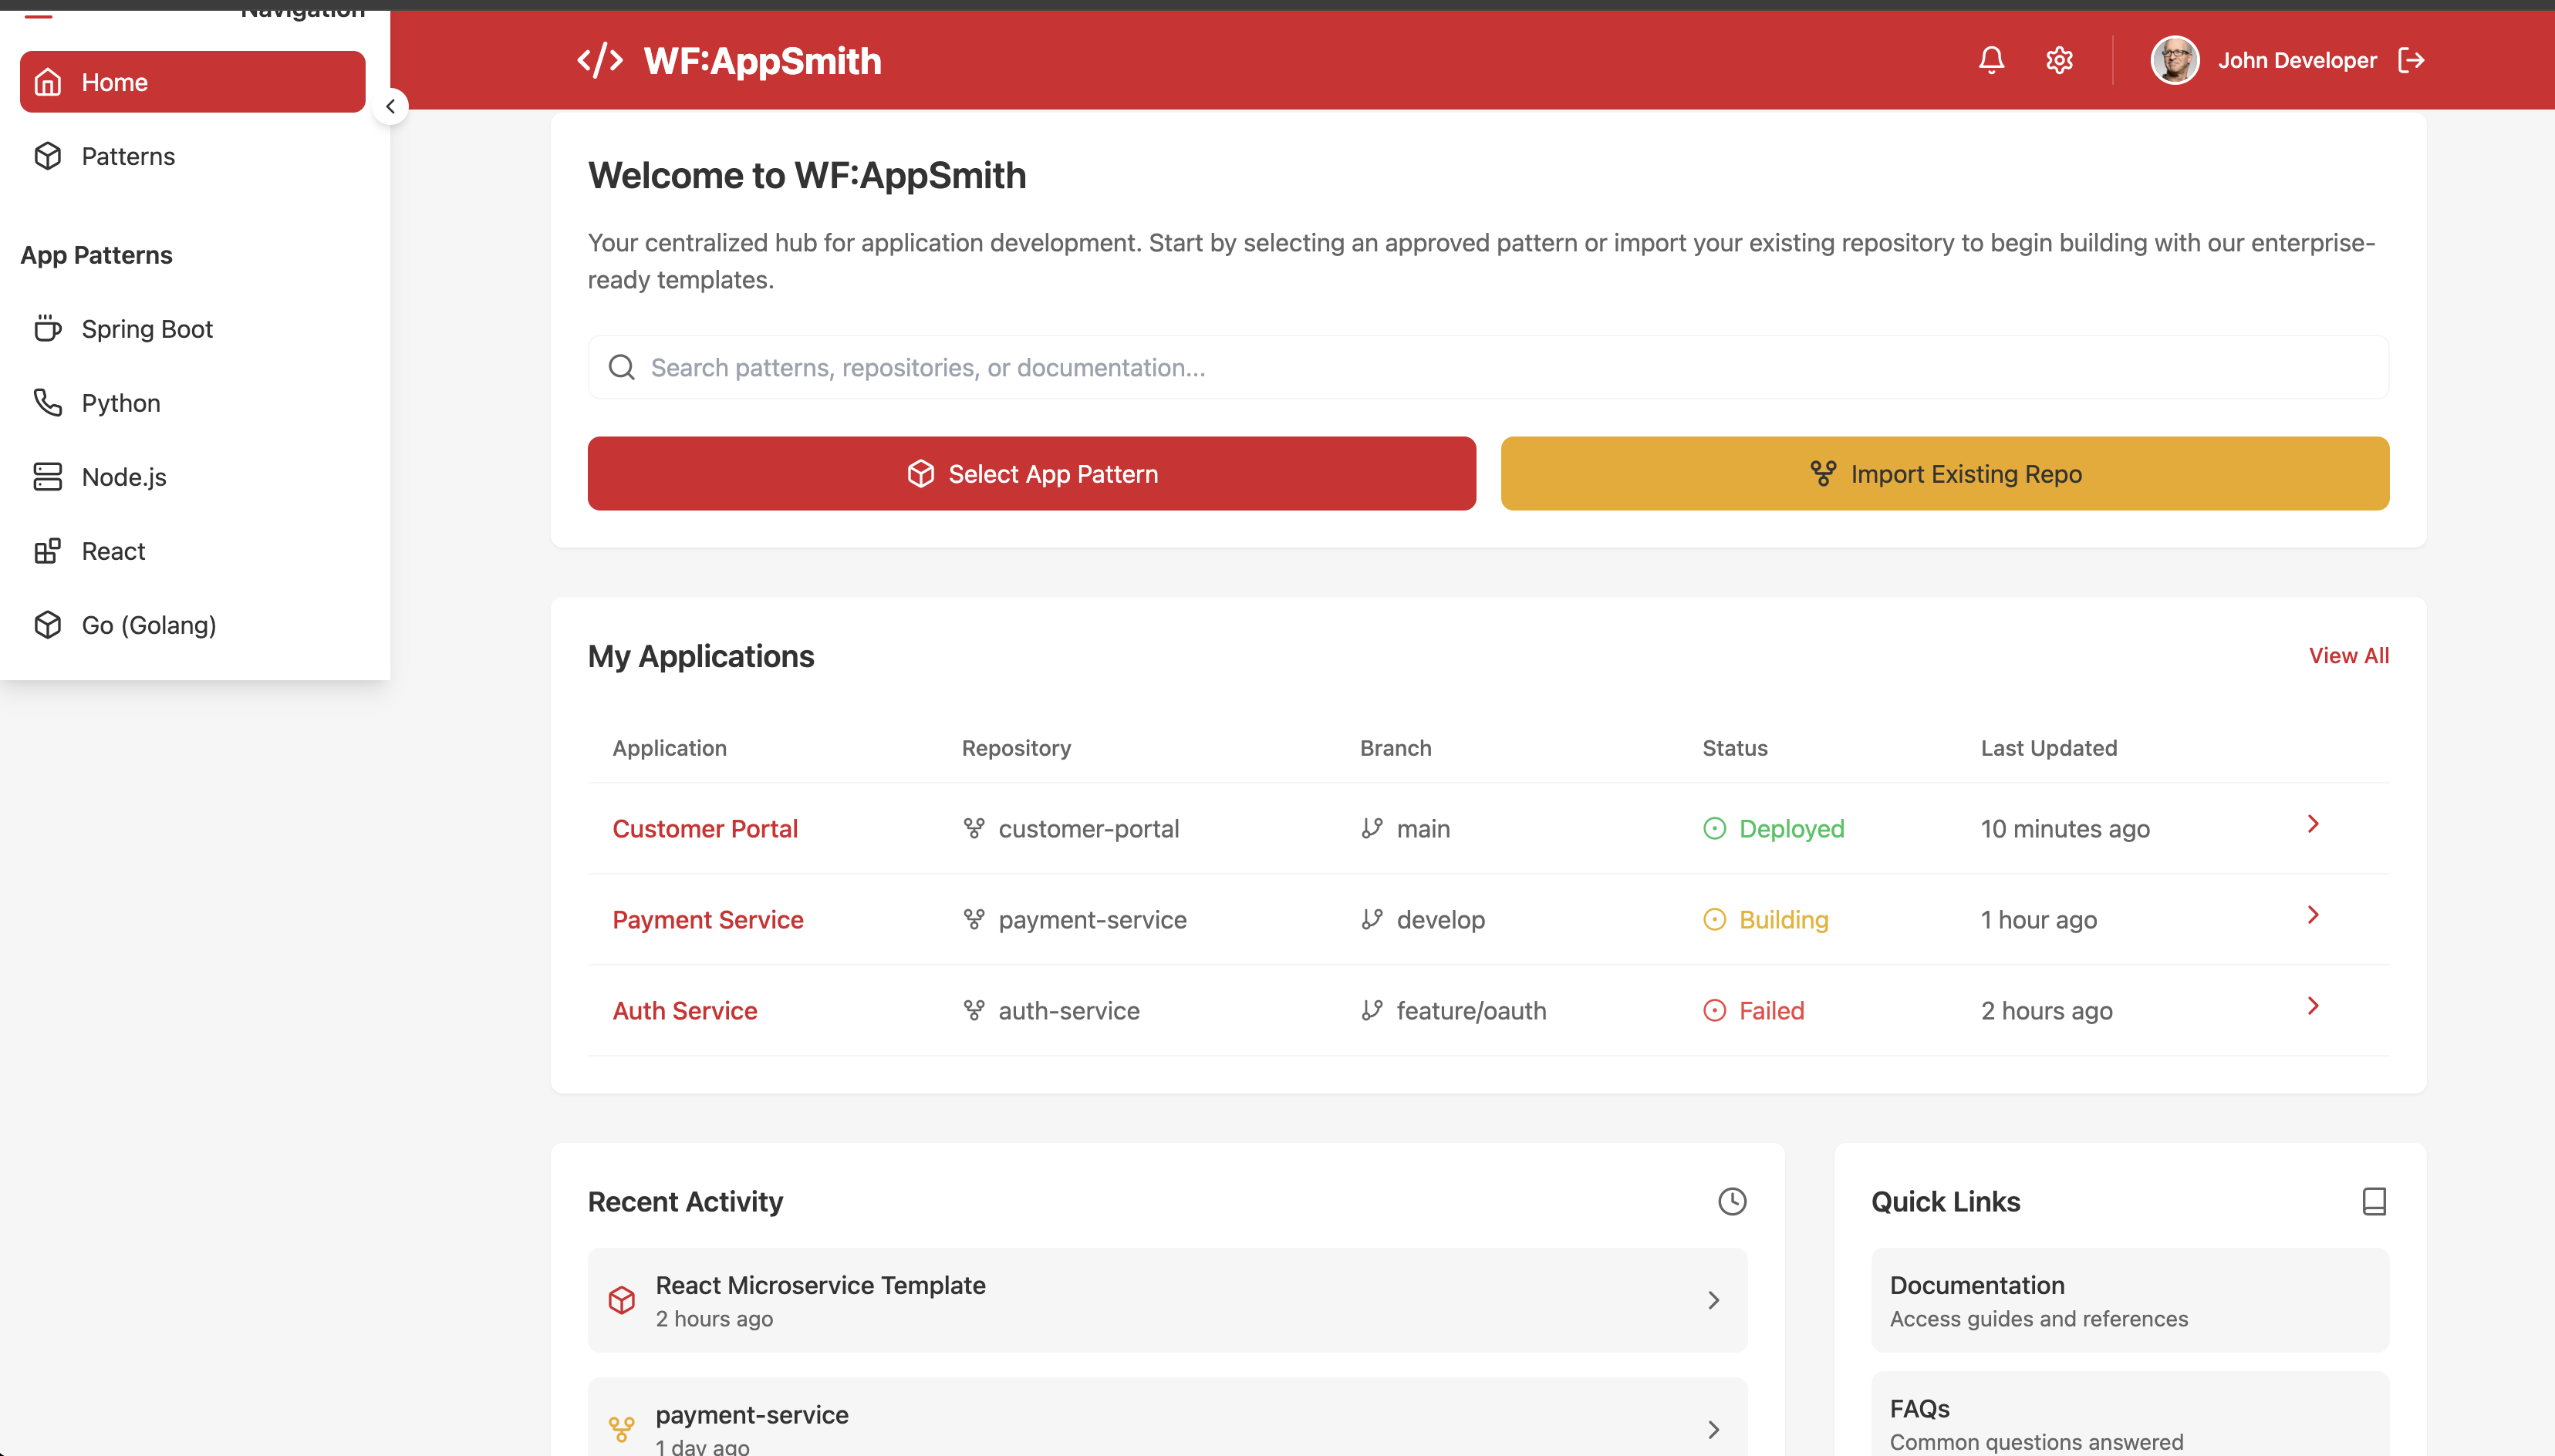 Navigation
Home
Patterns
App Patterns
Spring Boot
Python
Node.js
React
Go (Golang)
WF:AppSmith
John Developer
Welcome to WF:AppSmith
Your centralized hub for application development. Start by selecting an approved pattern or import your existing repository to begin building with our enterprise-
ready templates.
Search patterns, repositories, or documentation...
Select App Pattern
Import Existing Repo
My Applications
View All
Application Repository Branch Status Last Updated
Customer Portal customer-portal main Deployed 10 minutes ago
Payment Service payment-service develop Building 1 hour ago
Auth Service auth-service feature/oauth Failed 2 hours ago
Recent Activity
React Microservice Template
2 hours ago
payment-service
1 day ago
Quick Links
Documentation
Access guides and references
FAQs
Common questions answered